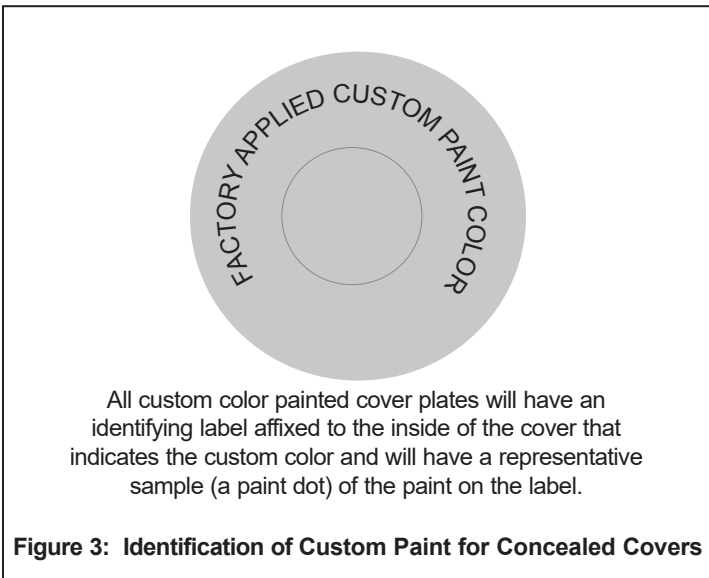 FACTORY APPLIED CUSTOM PAINT COLOR
All custom color painted cover plates will have an
identifying label affixed to the inside of the cover that
indicates the custom color and will have a representative
sample (a paint dot) of the paint on the label.
Figure 3: Identification of Custom Paint for Concealed Covers